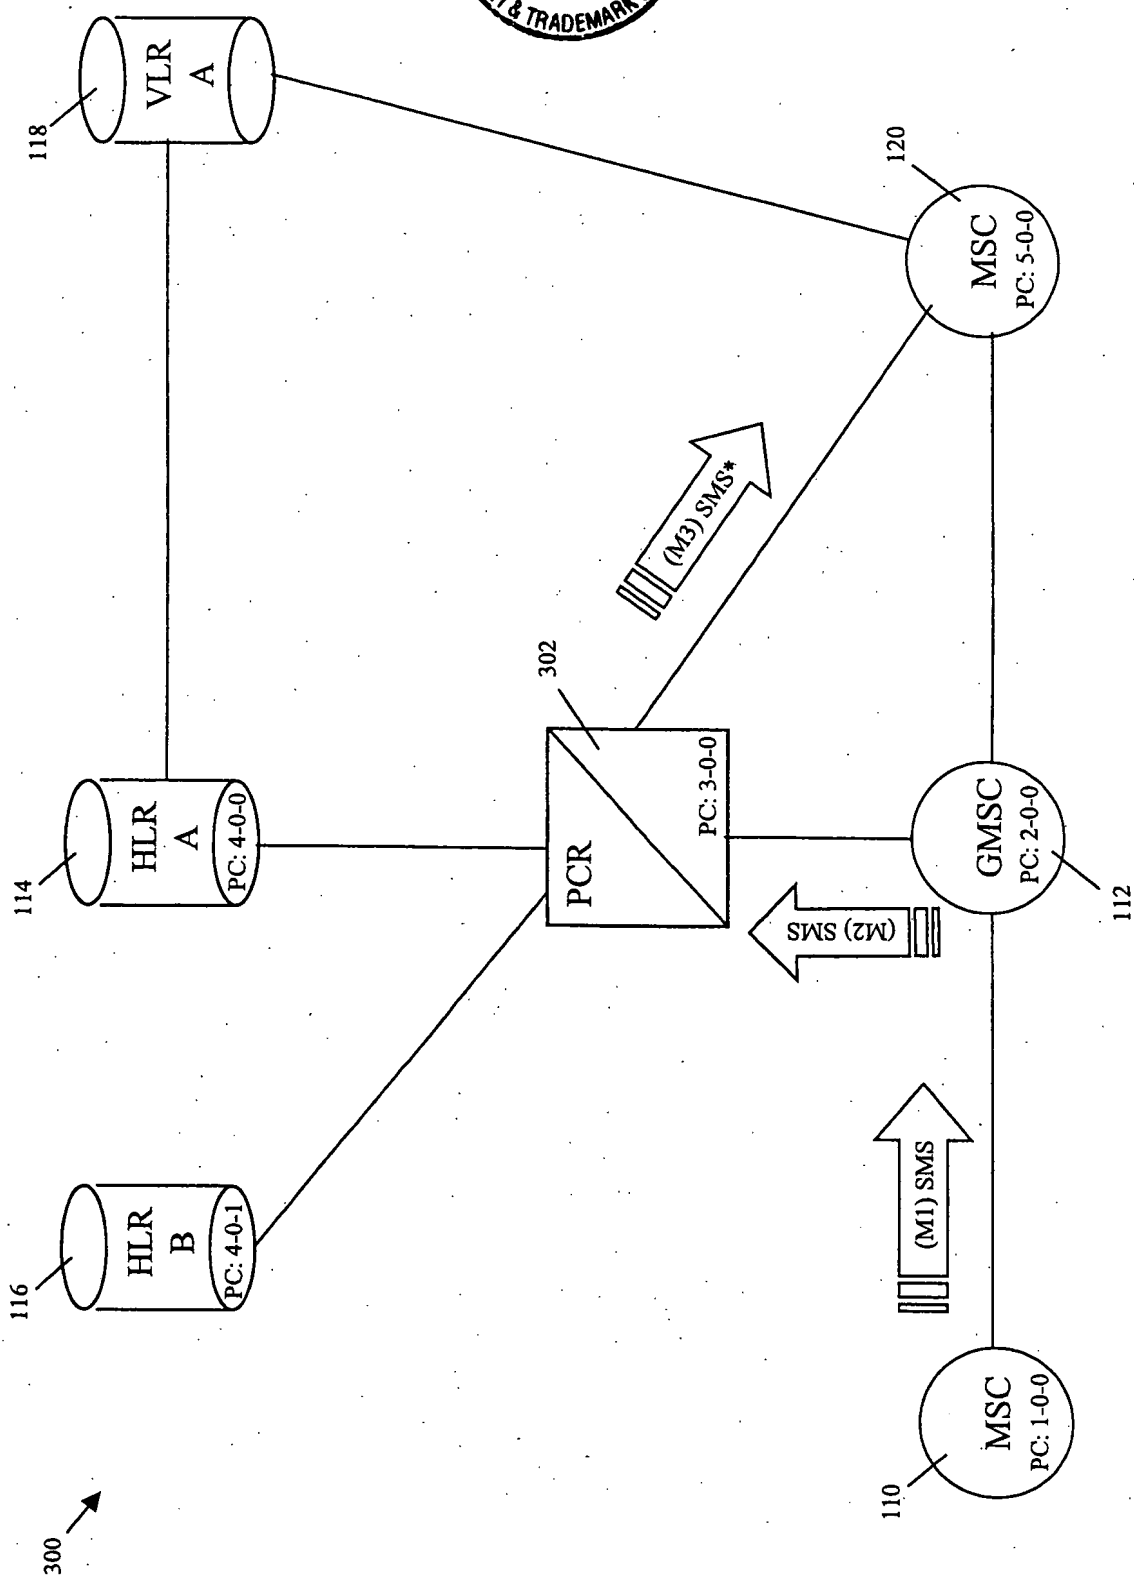 300
& TRADEMARK
116
HLR
B
PC: 4-0-1
114
HLR
A
PC: 4-0-0
118
VLR
A
302
PCR
PC: 3-0-0
(M3) SMS*
(M2) SMS
(M1) SMS
110
MSC
PC: 1-0-0
GMSC
PC: 2-0-0
112
120
MSC
PC: 5-0-0